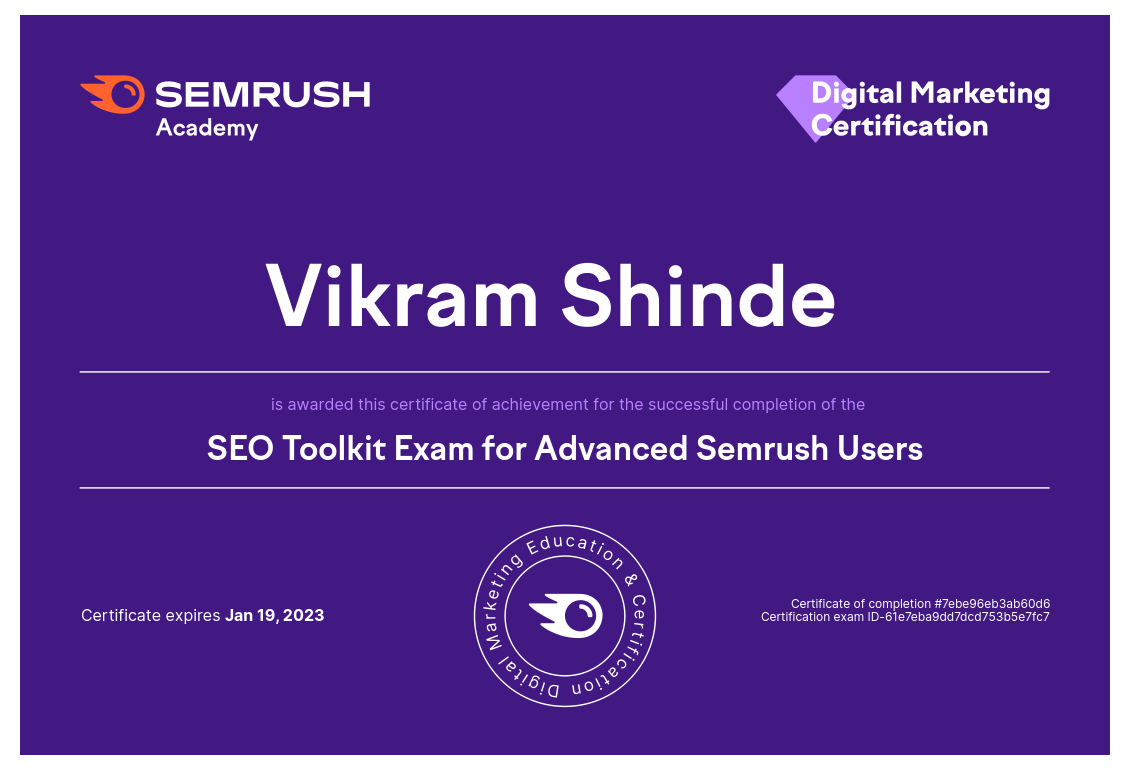 SEMRUSH
Academy
Digital Marketing
Certification
Vikram Shinde
is awarded this certificate of achievement for the successful completion of the
SEO Toolkit Exam for Advanced Semrush Users
Certificate expires Jan 19, 2023
Digital Marketing Education & Certification
Certificate of completion #7ebe96eb3ab60d6
Certification exam ID-61e7eba9dd7dcd753b5e7fc7